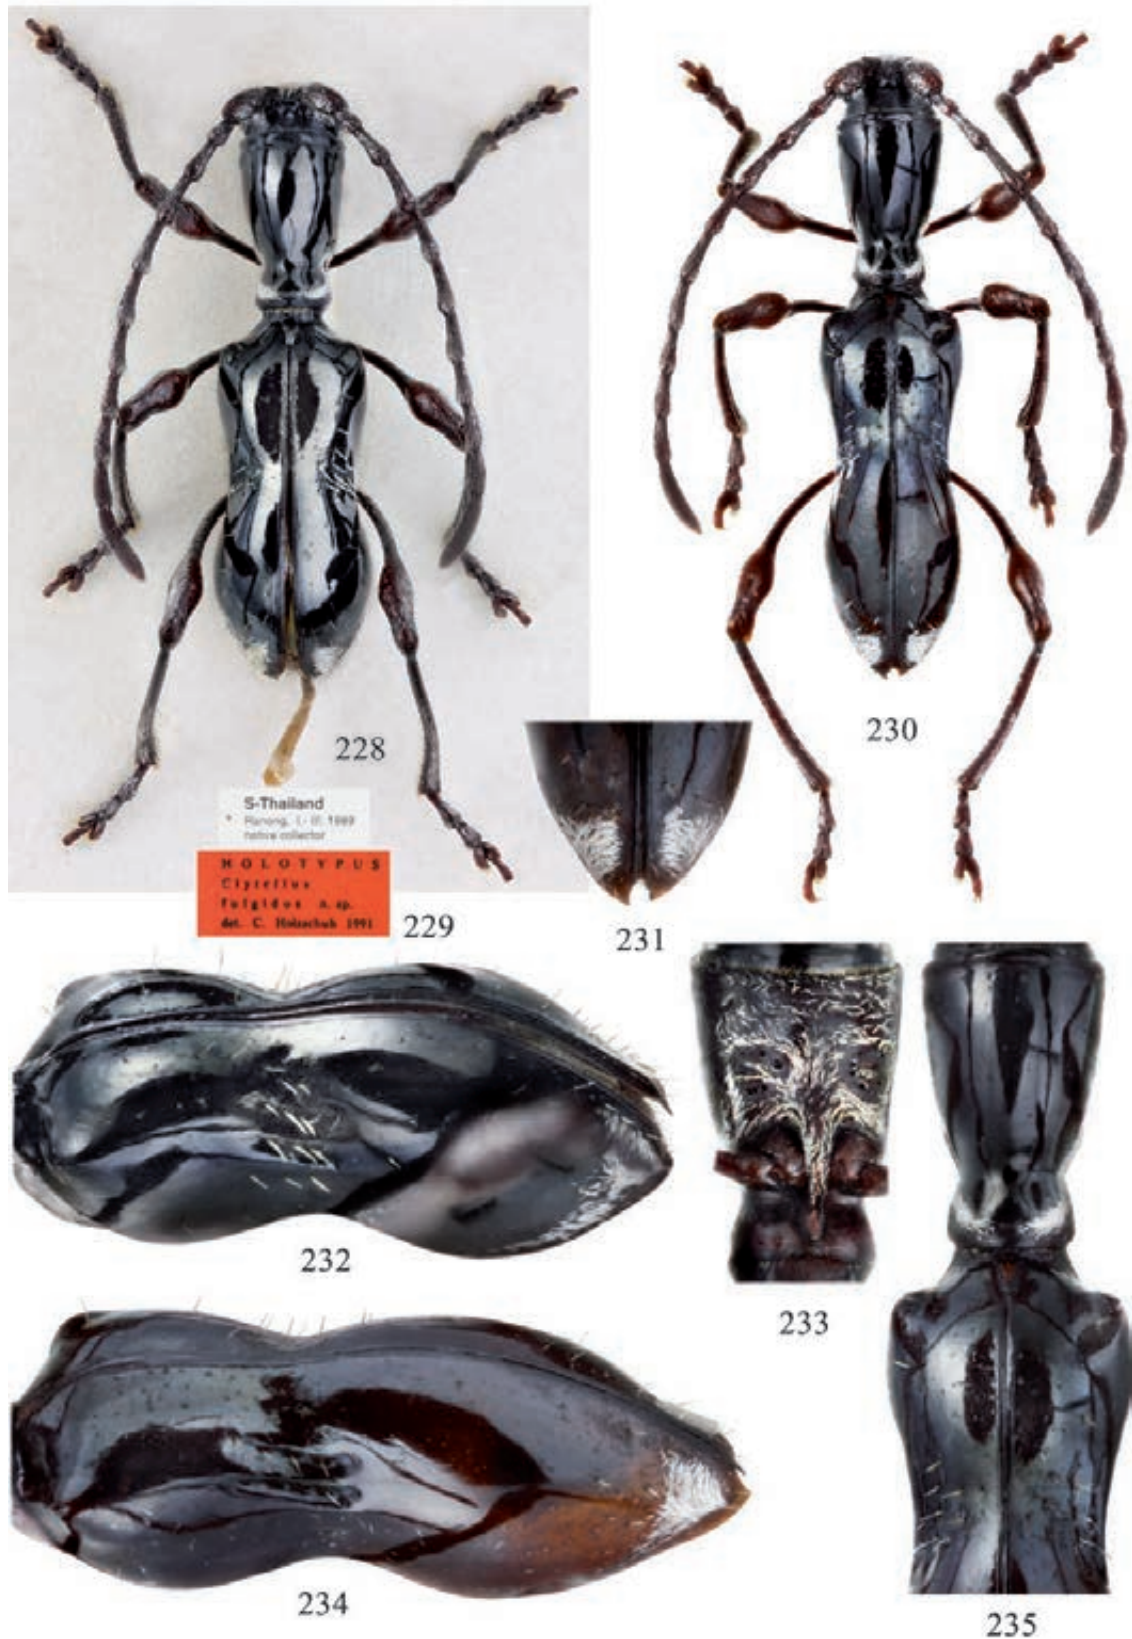 228
230
S-Thailand
Ranong, I.- III. 1989
native collector
HOLOTYPUS
Clytellus
fulgidus n. sp.
det. C. Holzschuh 1991
229
231
232
233
234
235